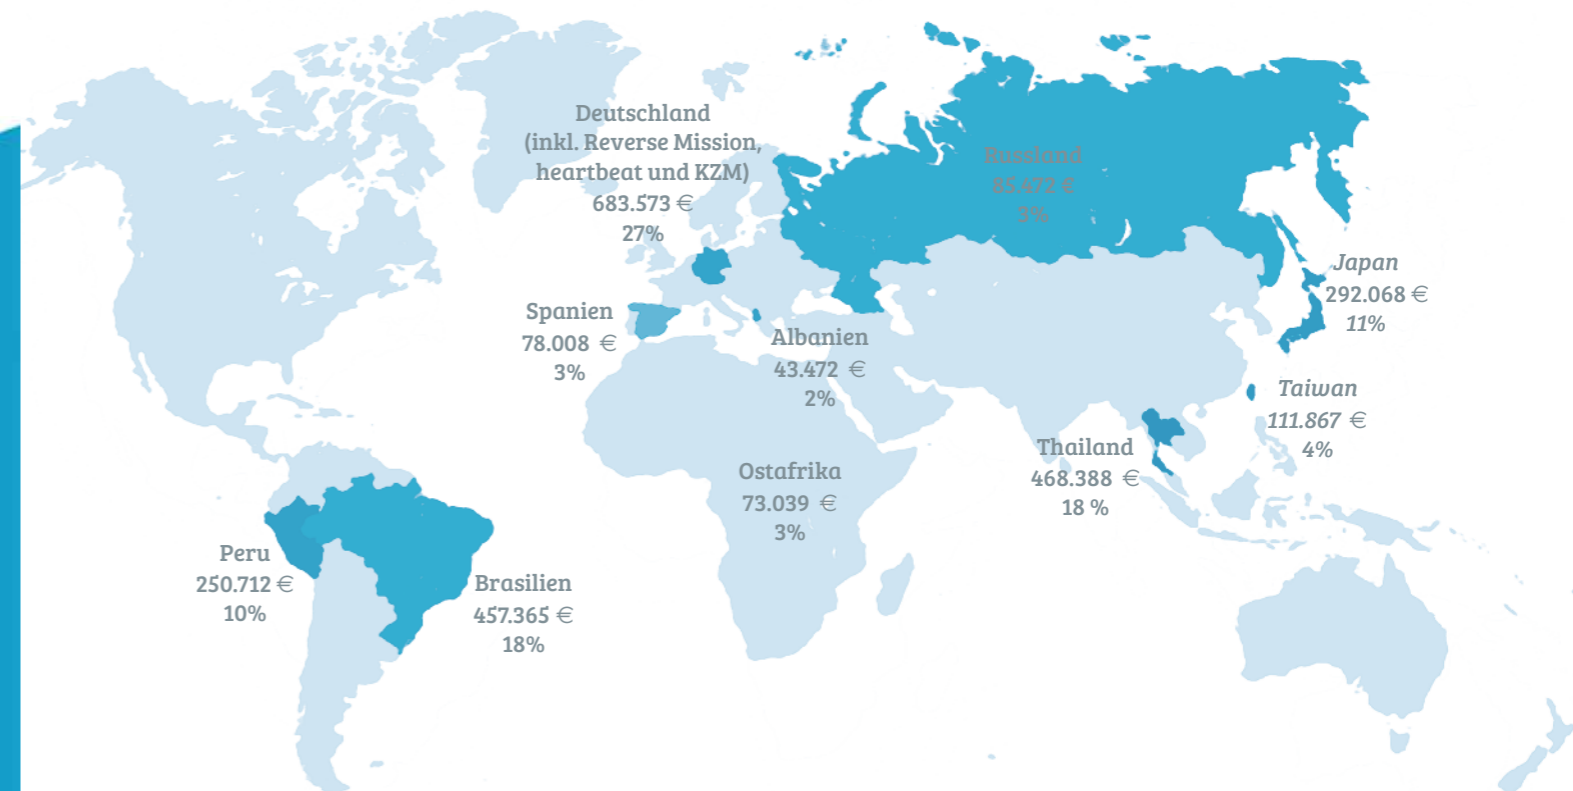 Deutschland
(inkl. Reverse Mission,
heartbeat und KZM)
683.573 €
27%
Russland
85.472 €
3%
Japan
292.068 €
11%
Spanien
78.008 €
3%
Albanien
43.472 €
2%
Taiwan
111.867 €
4%
Thailand
468.388 €
18 %
Ostafrika
73.039 €
3%
Peru
250.712 €
10%
Brasilien
457.365 €
18%